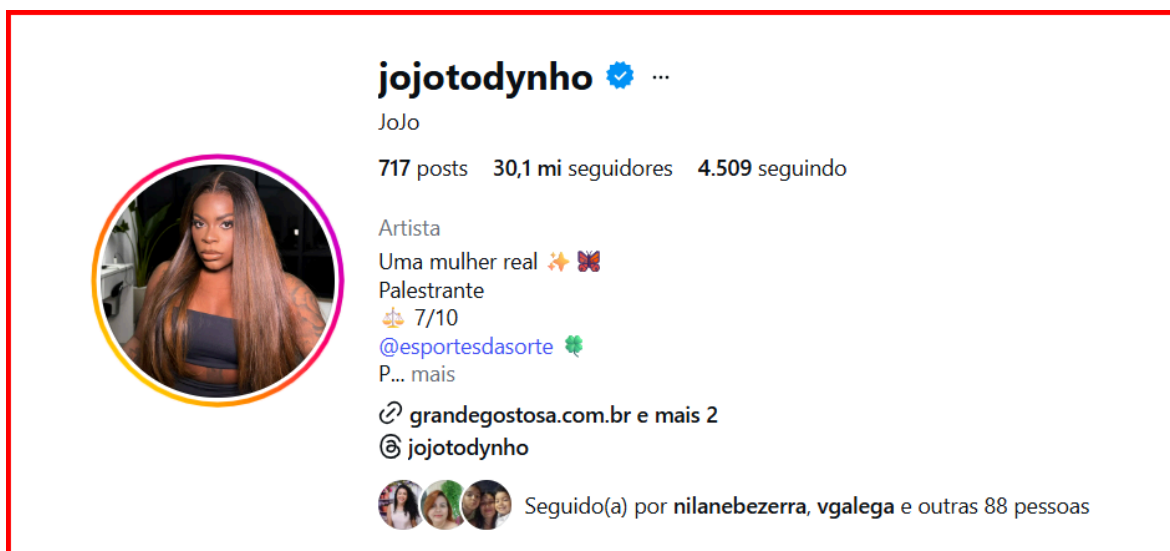 jojotodynho ...
JoJo
717 posts 30,1 mi seguidores 4.509 seguindo
Artista
Uma mulher real ✨ 🦋
Palestrante
⚖️ 7/10
@esportesdasorte 🍀
P... mais
grandegostosa.com.br e mais 2
jojotodynho
Seguido(a) por nilanebezerra, vgalega e outras 88 pessoas